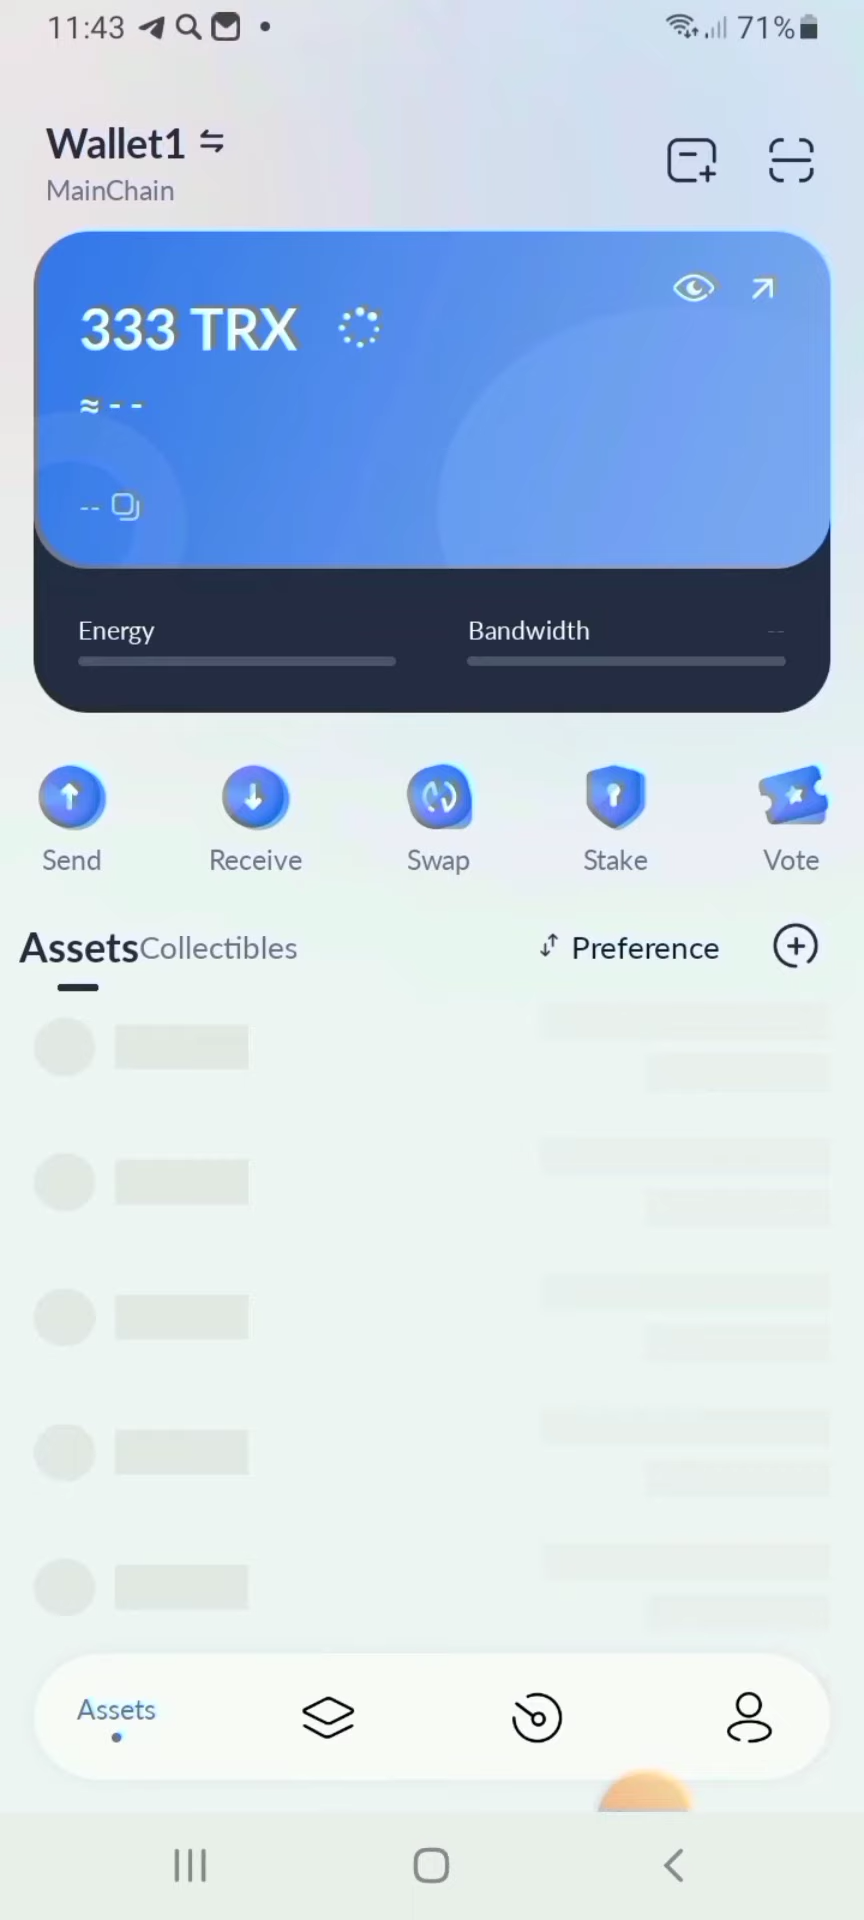 11:43 71%
Wallet1
MainChain
333 TRX
≈ - -
--
Energy Bandwidth --
Send Receive Swap Stake Vote
Assets Collectibles Preference
Assets